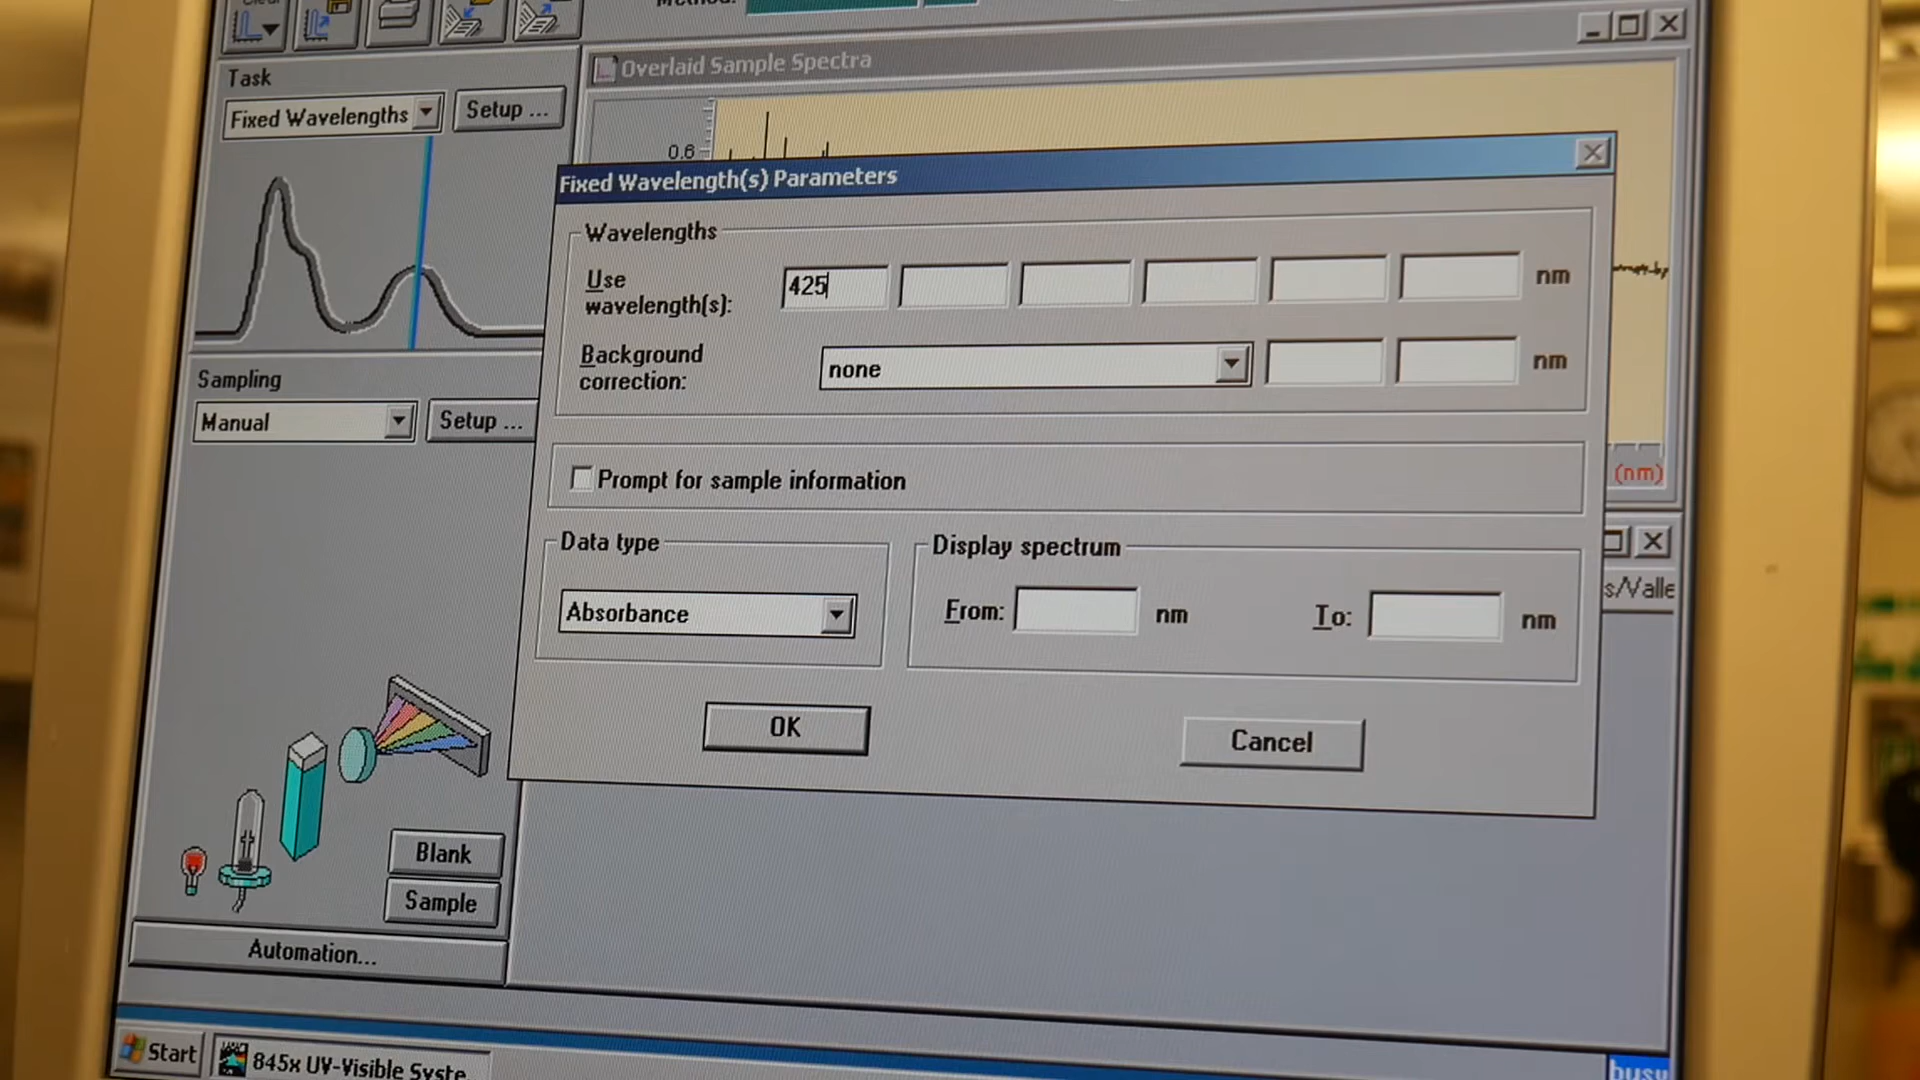 Task
Fixed Wavelengths
Setup ...
Sampling
Manual
Setup ...
Blank
Sample
Automation...
Overlaid Sample Spectra
0.6
(nm)
Fixed Wavelength(s) Parameters
Wavelengths
Use
wavelength(s):
425
nm
Background
correction:
none
nm
Prompt for sample information
Data type
Absorbance
Display spectrum
From:
nm
To:
nm
OK
Cancel
s/Valle
Start
845x UV-Visible Syste
busy